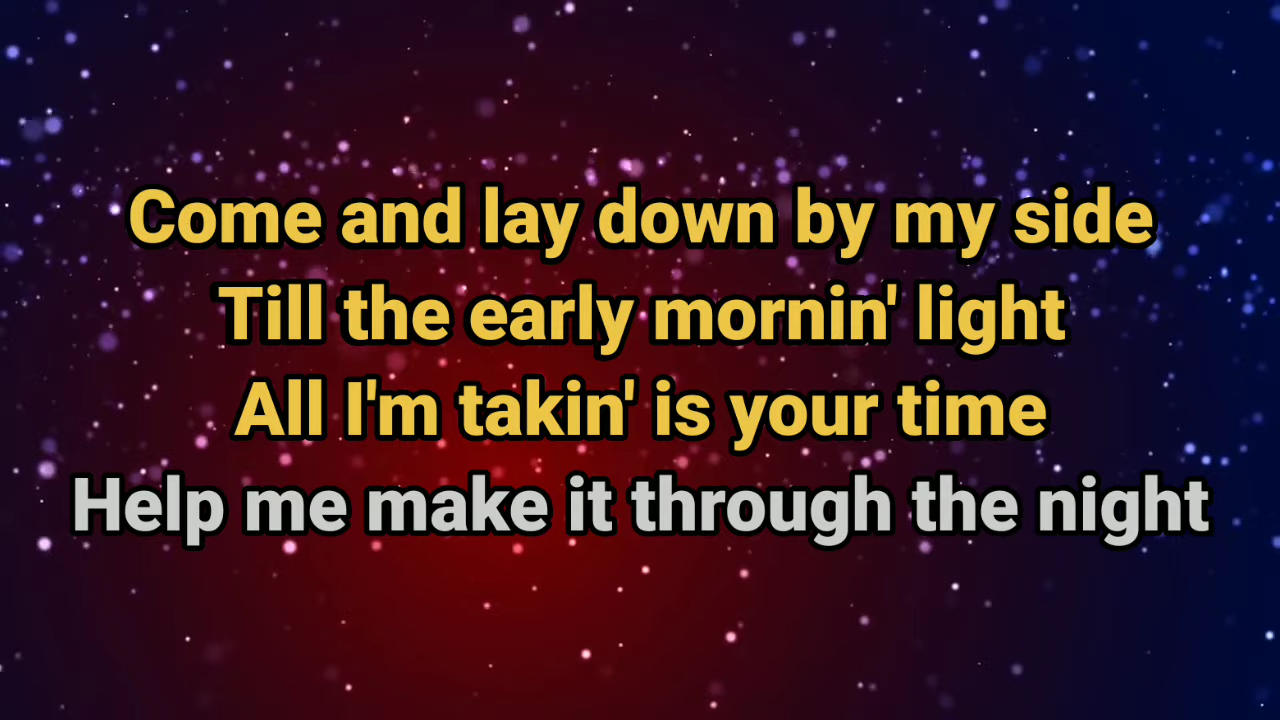 Come and lay down by my side
Till the early mornin' light
All I'm takin' is your time
Help me make it through the night